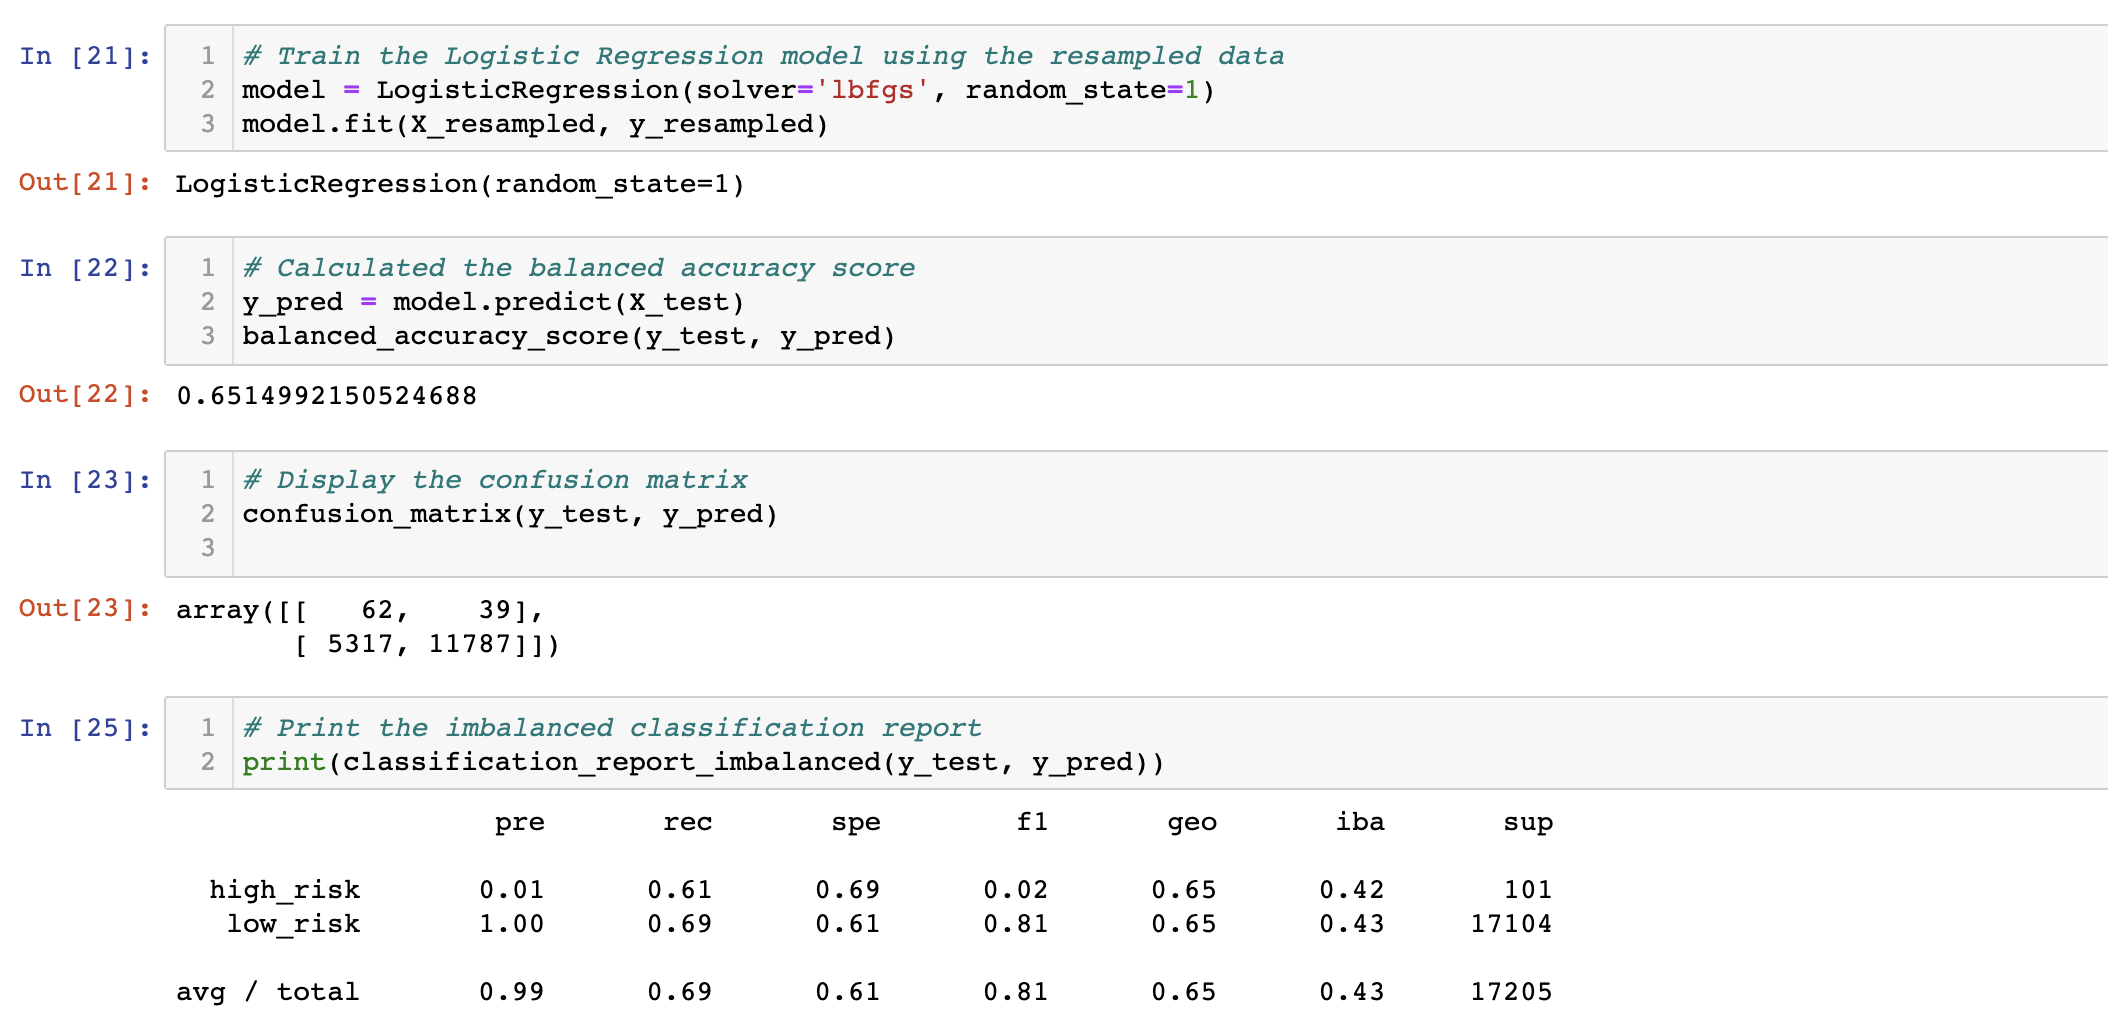 In [21]: 1 # Train the Logistic Regression model using the resampled data
2 model = LogisticRegression(solver='lbfgs', random_state=1)
3 model.fit(X_resampled, y_resampled)
Out[21]: LogisticRegression(random_state=1)
In [22]: 1 # Calculated the balanced accuracy score
2 y_pred = model.predict(X_test)
3 balanced_accuracy_score(y_test, y_pred)
Out[22]: 0.6514992150524688
In [23]: 1 # Display the confusion matrix
2 confusion_matrix(y_test, y_pred)
3
Out[23]: array([[   62,    39],
       [ 5317, 11787]])
In [25]: 1 # Print the imbalanced classification report
2 print(classification_report_imbalanced(y_test, y_pred))
pre rec spe f1 geo iba sup
high_risk 0.01 0.61 0.69 0.02 0.65 0.42 101
low_risk 1.00 0.69 0.61 0.81 0.65 0.43 17104
avg / total 0.99 0.69 0.61 0.81 0.65 0.43 17205